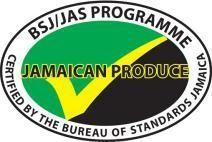 BSJ/JAS PROGRAMME
JAMAICAN PRODUCE
CERTIFIED BY THE BUREAU OF STANDARDS JAMAICA